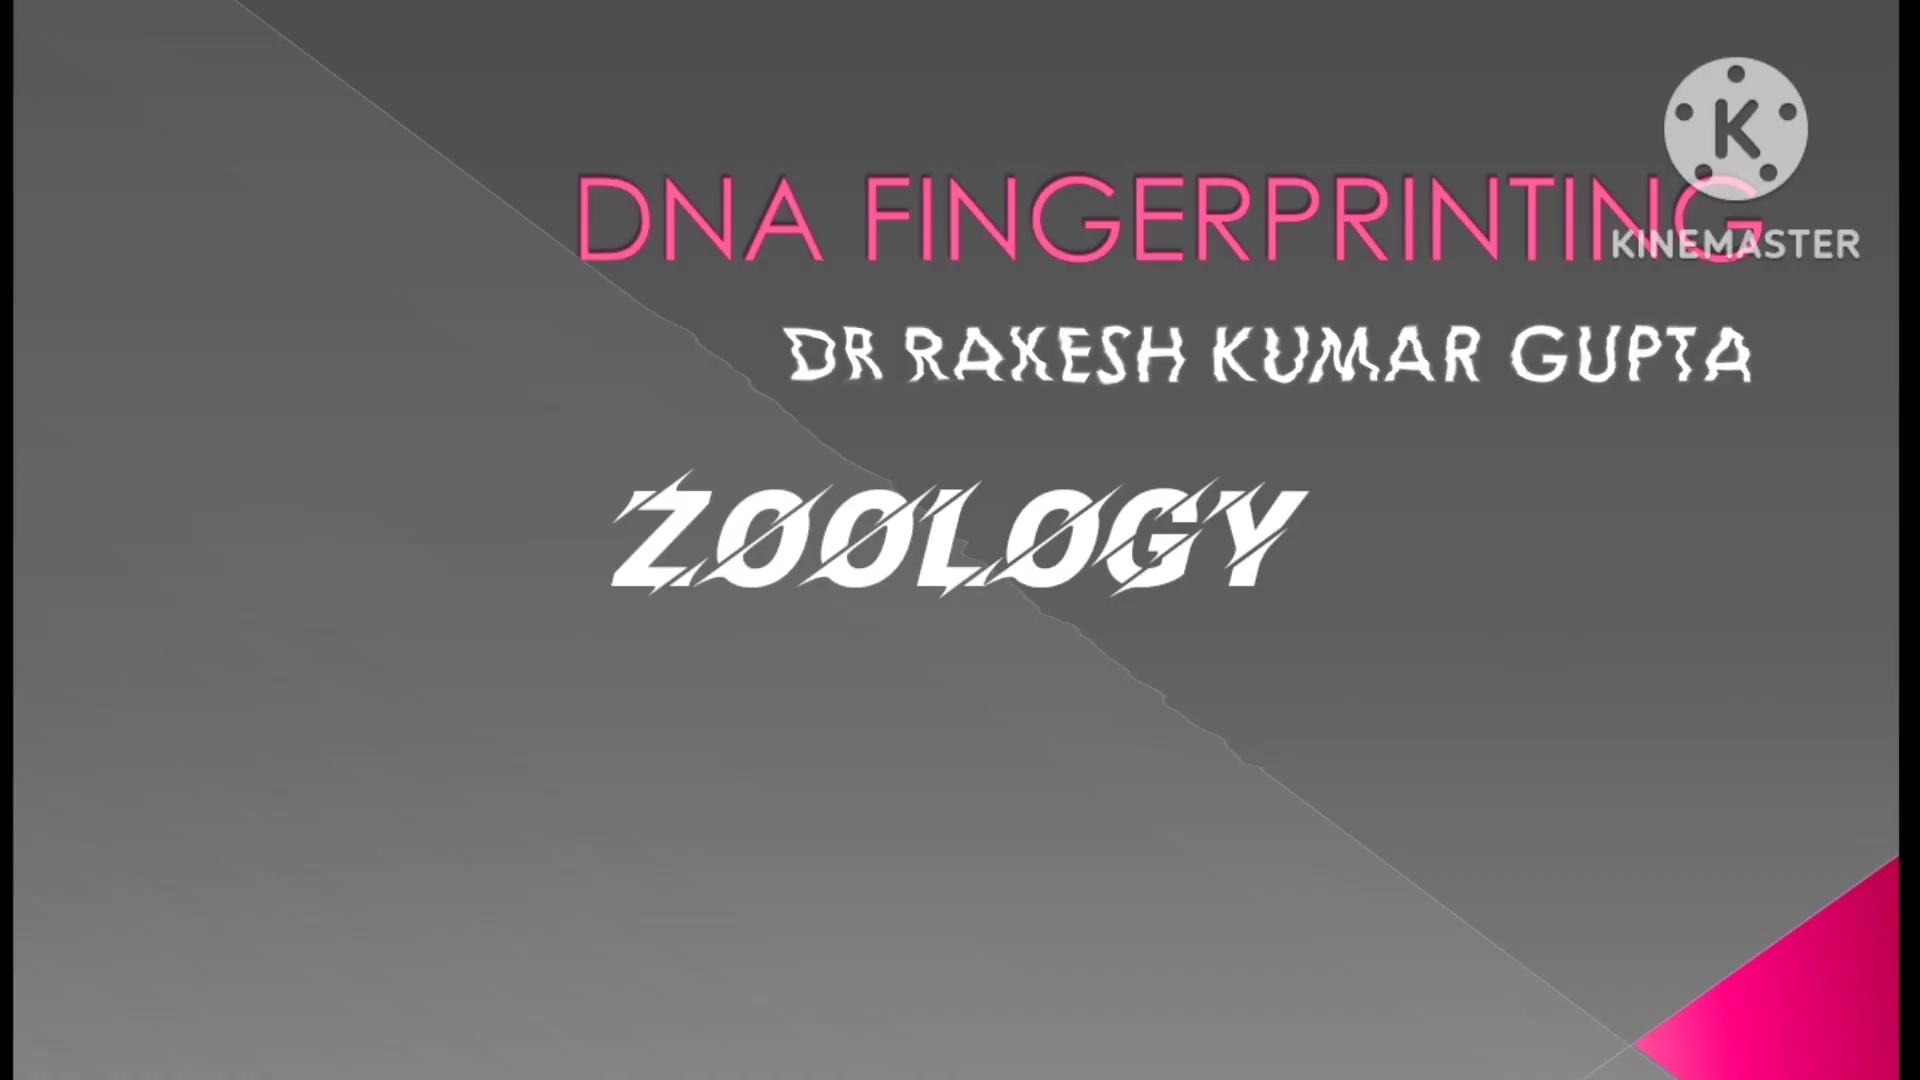 K
DNA FINGERPRINTING
KINEMASTER
DR RAKESH KUMAR GUPTA
ZOOLOGY